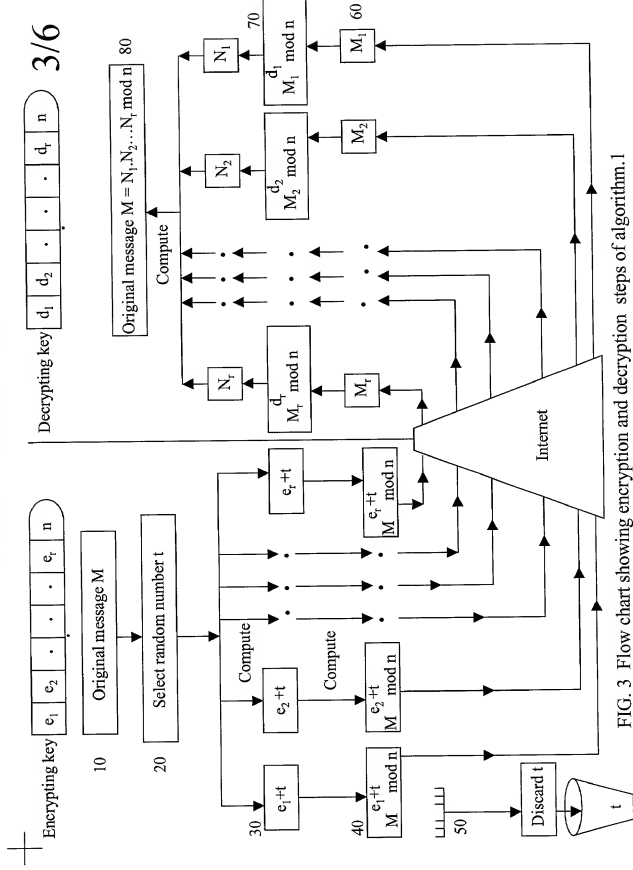 3/6
Encrypting key e1 e2 . . . er n
10 Original message M
20 Select random number t
Compute
30 e1+t e2+t er+t
Compute
40 M e1+t mod n M e2+t mod n M er+t mod n
50
Discard t
t
Internet
Decrypting key d1 d2 . . . dr n
Original message M = N1.N2...Nr mod n 80
Compute
Nr N2 N1
Mr dr mod n M2 d2 mod n M1 d1 mod n 70
Mr M2 M1 60
FIG. 3 Flow chart showing encryption and decryption steps of algorithm.1